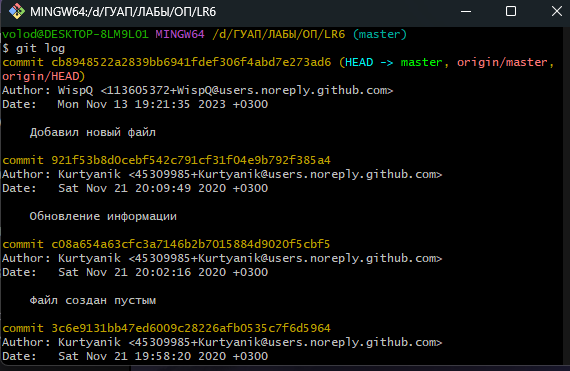 MINGW64:/d/ГУАП/ЛАБЫ/ОП/LR6
volod@DESKTOP-8LM9LO1 MINGW64 /d/ГУАП/ЛАБЫ/ОП/LR6 (master)
$ git log
commit cb8948522a2839bb6941fdef306f4abd7e273ad6 (HEAD -> master, origin/master,
origin/HEAD)
Author: WispQ <113605372+WispQ@users.noreply.github.com>
Date:   Mon Nov 13 19:21:35 2023 +0300
Добавил новый файл
commit 921f53b8d0cebf542c791cf31f04e9b792f385a4
Author: Kurtyanik <45309985+Kurtyanik@users.noreply.github.com>
Date:   Sat Nov 21 20:09:49 2020 +0300
Обновление информации
commit c08a654a63cfc3a7146b2b7015884d9020f5cbf5
Author: Kurtyanik <45309985+Kurtyanik@users.noreply.github.com>
Date:   Sat Nov 21 20:02:16 2020 +0300
Файл создан пустым
commit 3c6e9131bb47ed6009c28226afb0535c7f6d5964
Author: Kurtyanik <45309985+Kurtyanik@users.noreply.github.com>
Date:   Sat Nov 21 19:58:20 2020 +0300